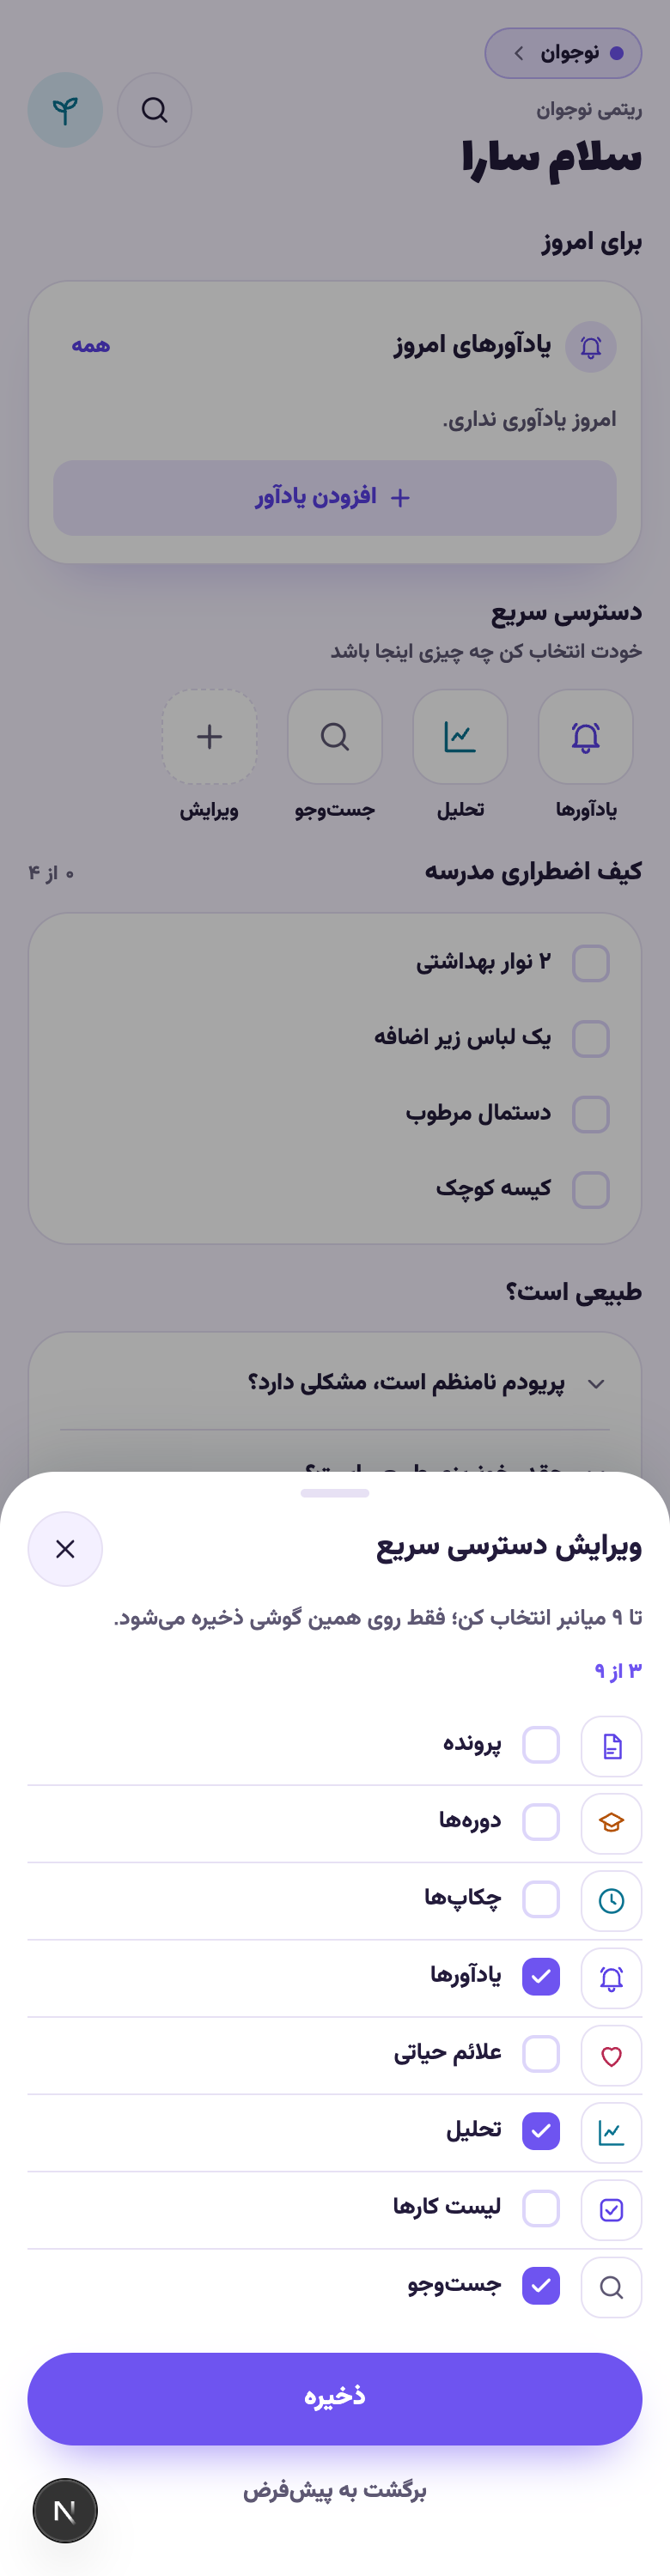 نوجوان
ریتمی نوجوان
سلام سارا
برای امروز
یادآورهای امروز
همه
امروز یادآوری نداری.
افزودن یادآور
دسترسی سریع
خودت انتخاب کن چه چیزی اینجا باشد
یادآورها
تحلیل
جست‌وجو
ویرایش
کیف اضطراری مدرسه
۰ از ۴
۲ نوار بهداشتی
یک لباس زیر اضافه
دستمال مرطوب
کیسه کوچک
طبیعی است؟
پریودم نامنظم است، مشکلی دارد؟
ویرایش دسترسی سریع
تا ۹ میانبر انتخاب کن؛ فقط روی همین گوشی ذخیره می‌شود.
۳ از ۹
پرونده
دوره‌ها
چکاپ‌ها
یادآورها
علائم حیاتی
تحلیل
لیست کارها
جست‌وجو
ذخیره
برگشت به پیش‌فرض
N